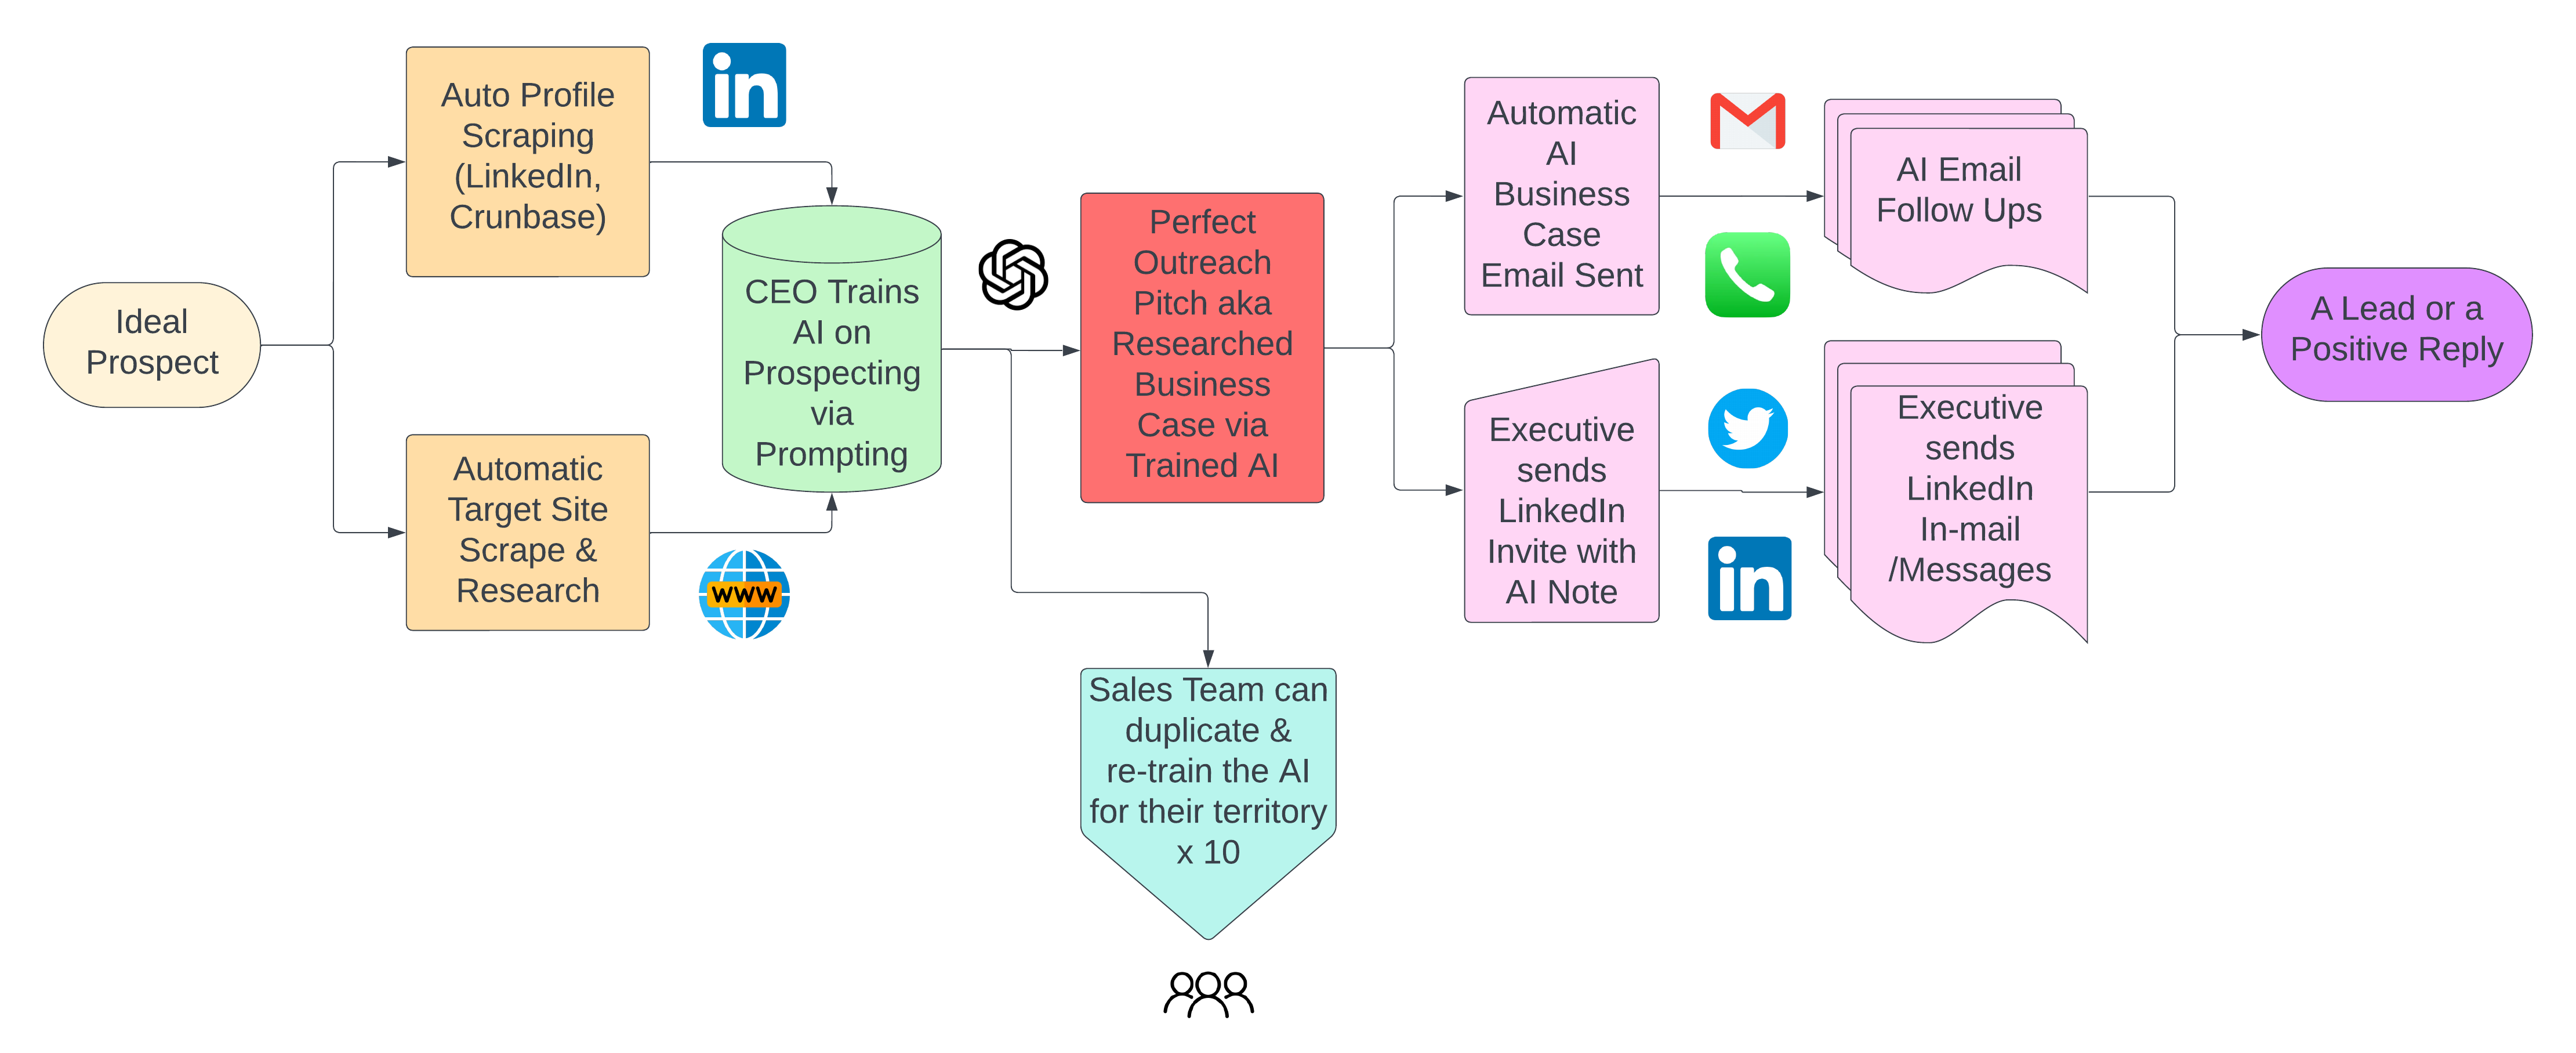 Ideal
Prospect
Auto Profile
Scraping
(LinkedIn,
Crunbase)
in
Automatic
Target Site
Scrape &
Research
WWW
CEO Trains
AI on
Prospecting
via
Prompting
Perfect
Outreach
Pitch aka
Researched
Business
Case via
Trained AI
Sales Team can
duplicate &
re-train the AI
for their territory
x 10
Automatic
AI
Business
Case
Email Sent
Executive
sends
LinkedIn
Invite with
AI Note
in
AI Email
Follow Ups
Executive
sends
LinkedIn
In-mail
/Messages
A Lead or a
Positive Reply